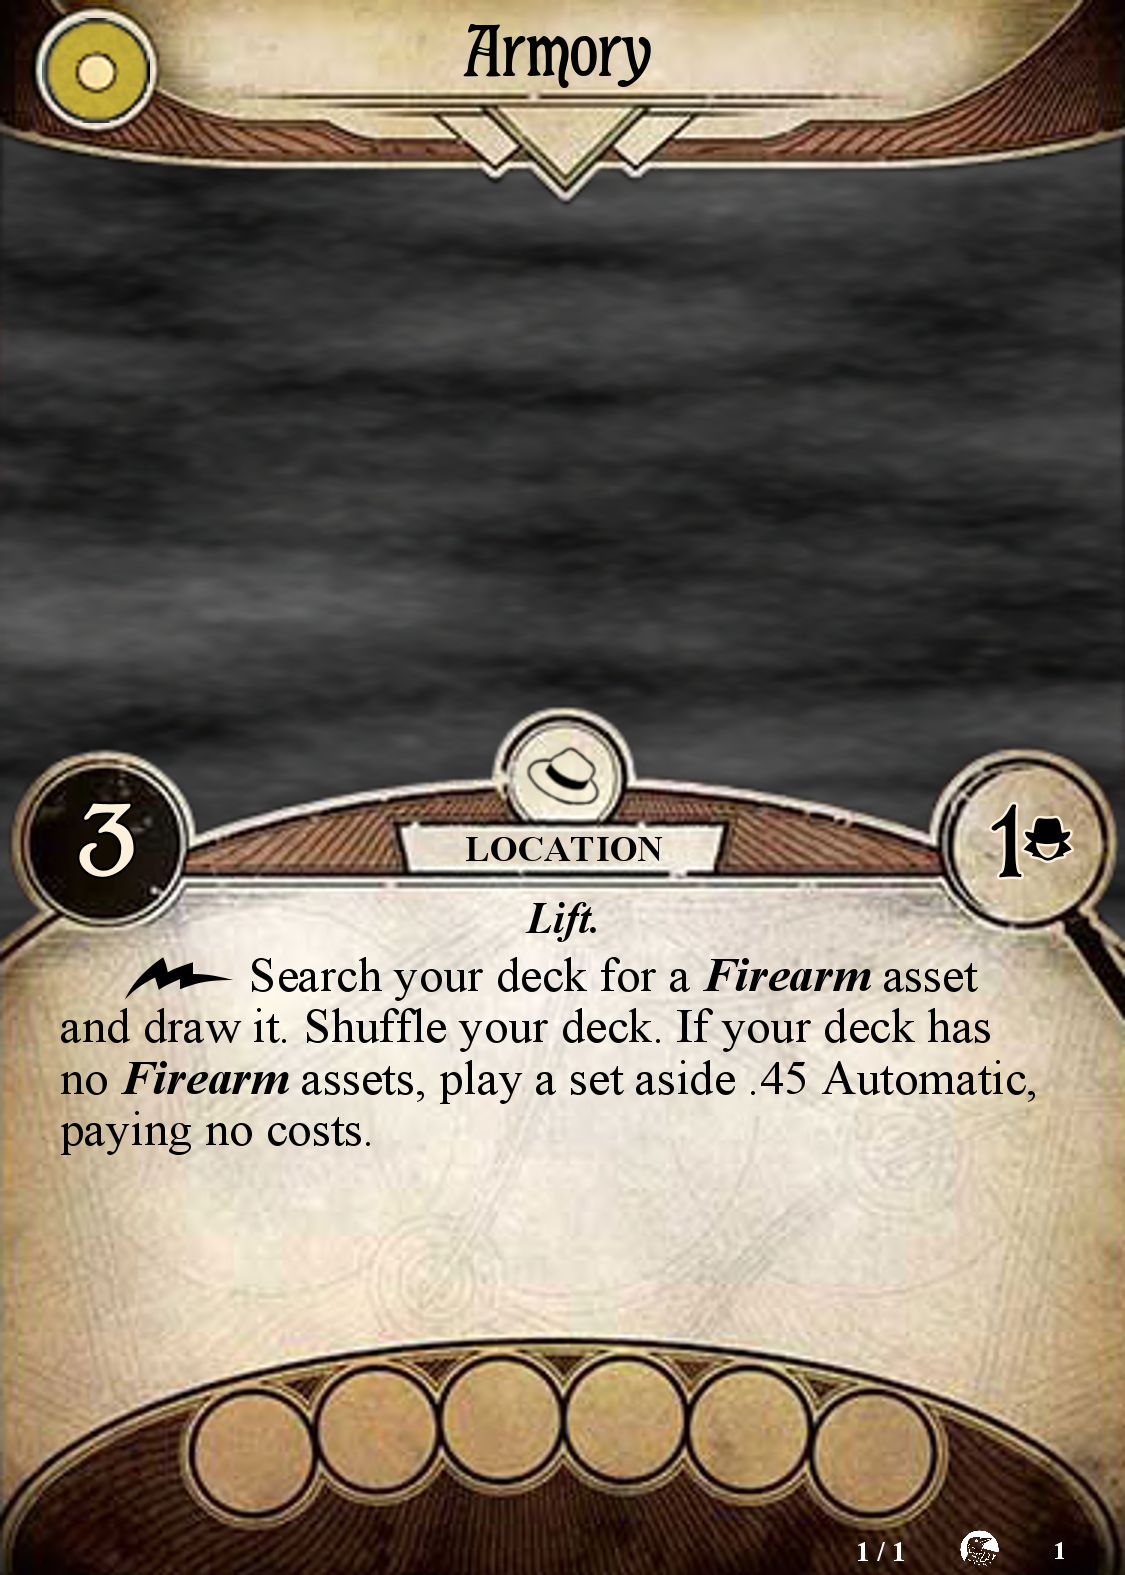 Armory
3
LOCATION
1
Lift.
Search your deck for a Firearm asset
and draw it. Shuffle your deck. If your deck has
no Firearm assets, play a set aside .45 Automatic,
paying no costs.
1 / 1
1